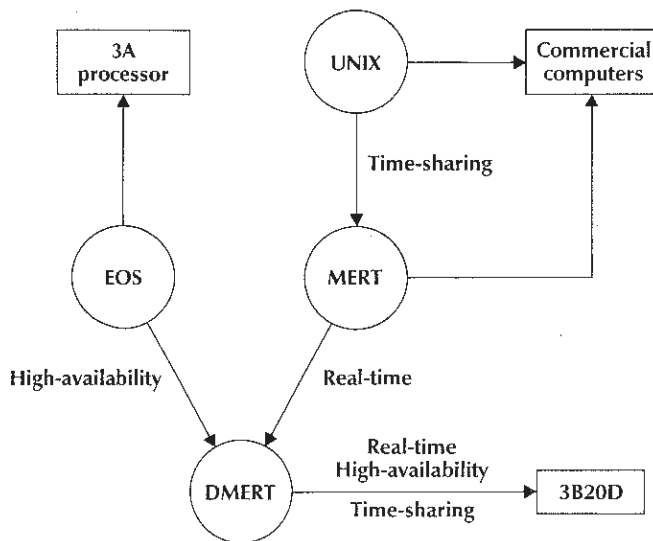 3A
processor
UNIX
Commercial
computers
Time-sharing
EOS
MERT
High-availability
Real-time
DMERT
Real-time
High-availability
Time-sharing
3B20D